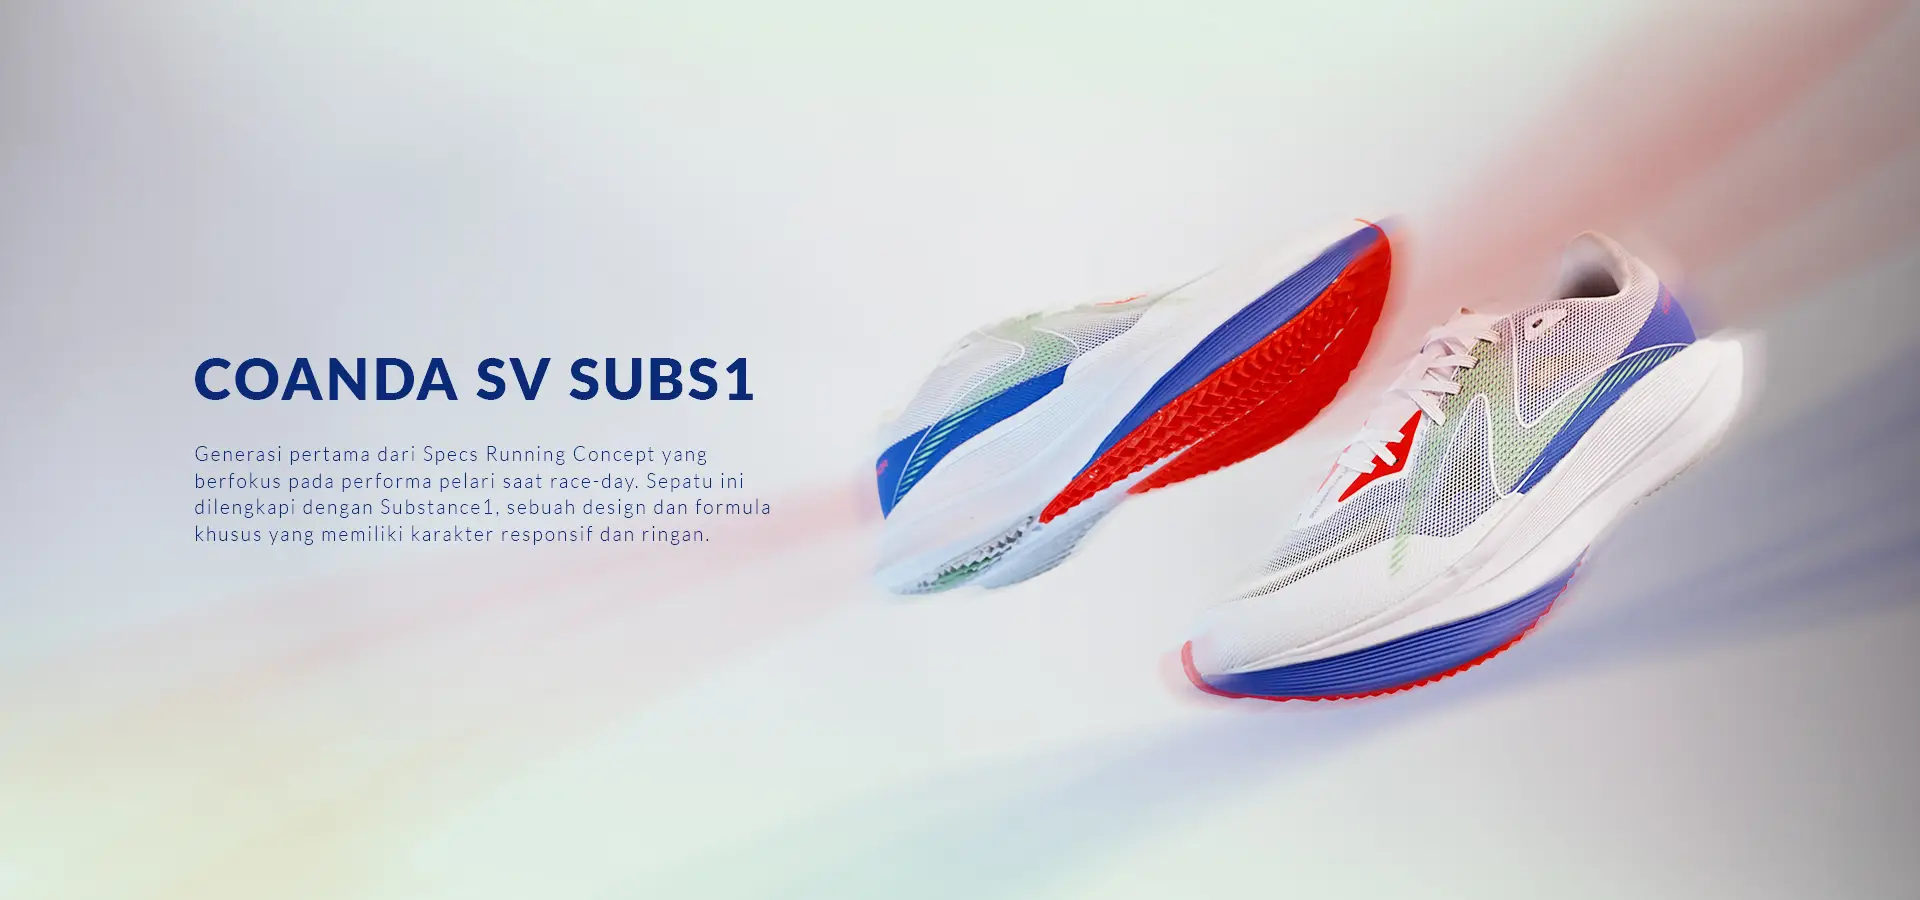 COANDA SV SUBS1
Generasi pertama dari Specs Running Concept yang
berfokus pada performa pelari saat race-day. Sepatu ini
dilengkapi dengan Substance1, sebuah design dan formula
khusus yang memiliki karakter responsif dan ringan.